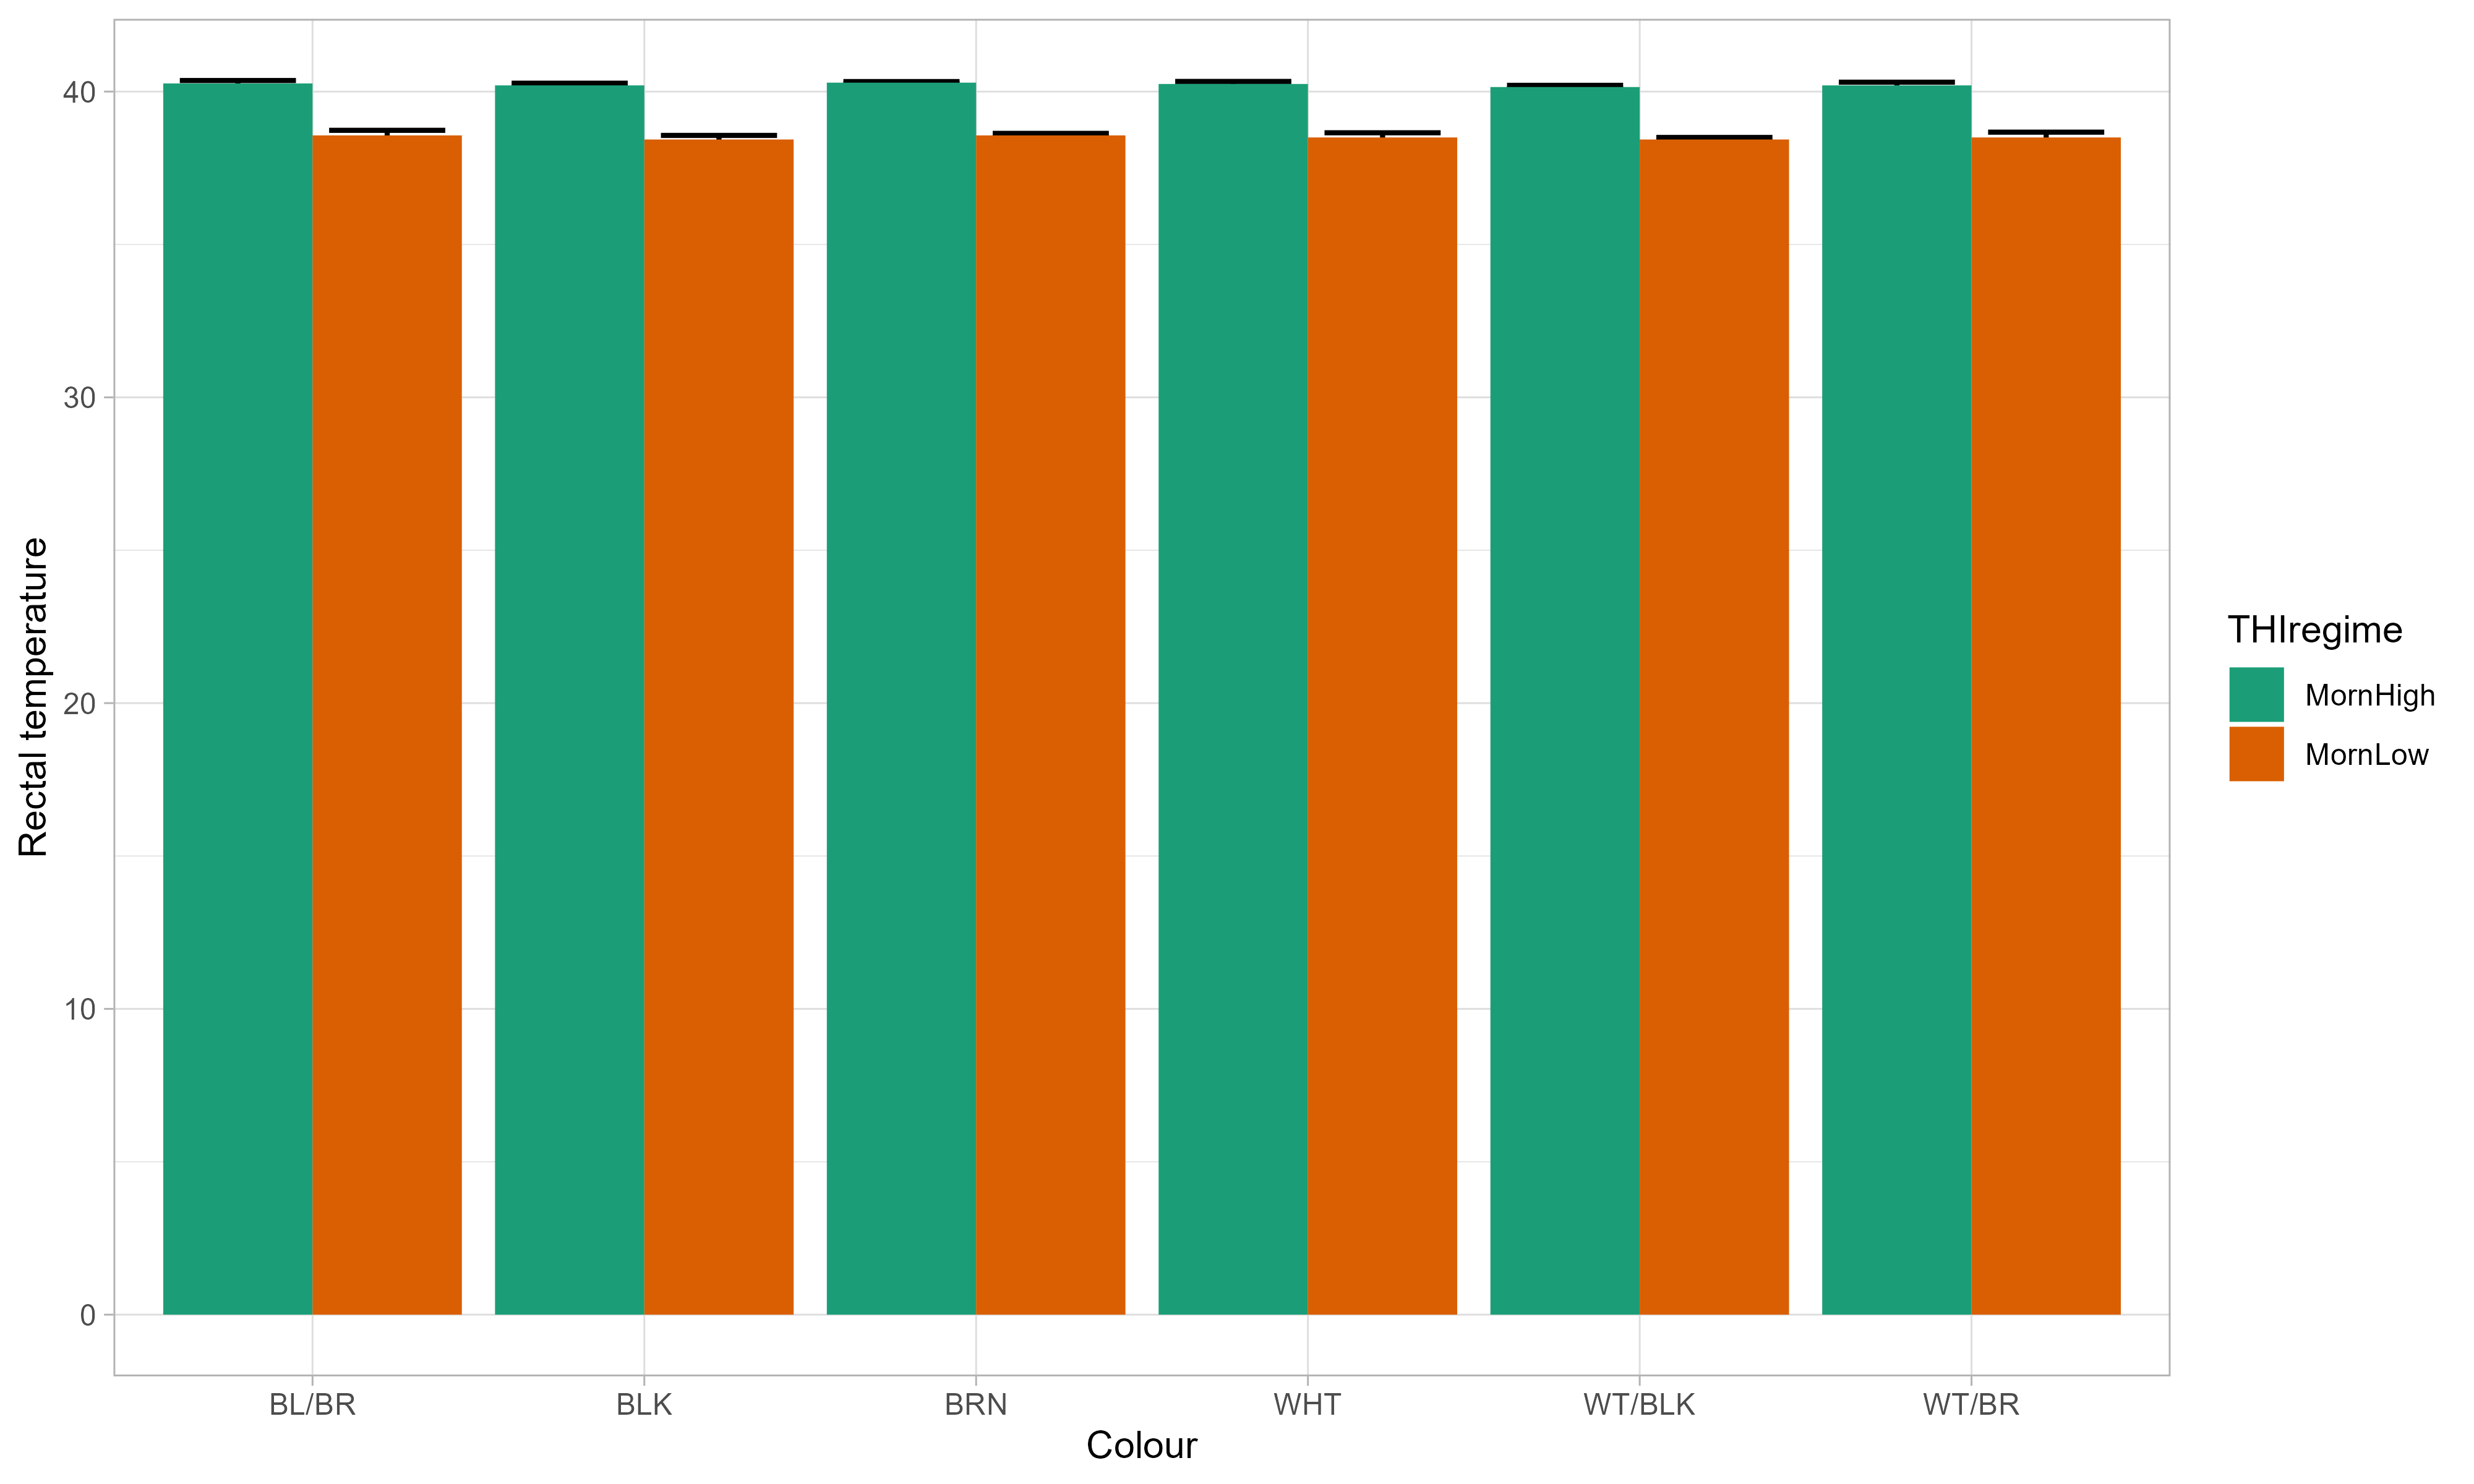 40
30
20
10
0
Rectal temperature
BL/BR
BLK
BRN
WHT
WT/BLK
WT/BR
Colour
THIregime
MornHigh
MornLow